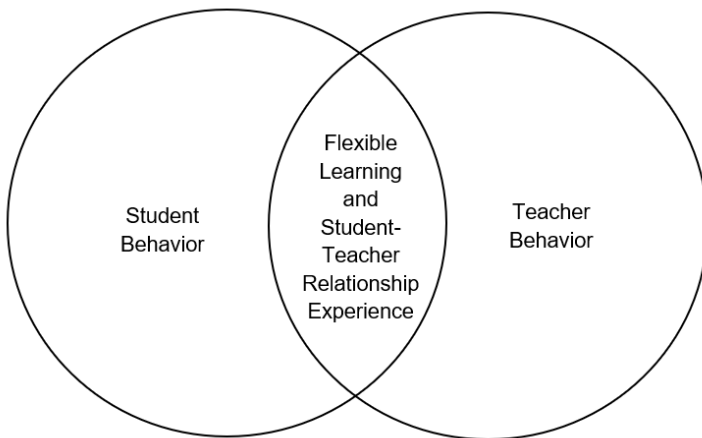 Student
Behavior
Flexible
Learning
and
Student-
Teacher
Relationship
Experience
Teacher
Behavior